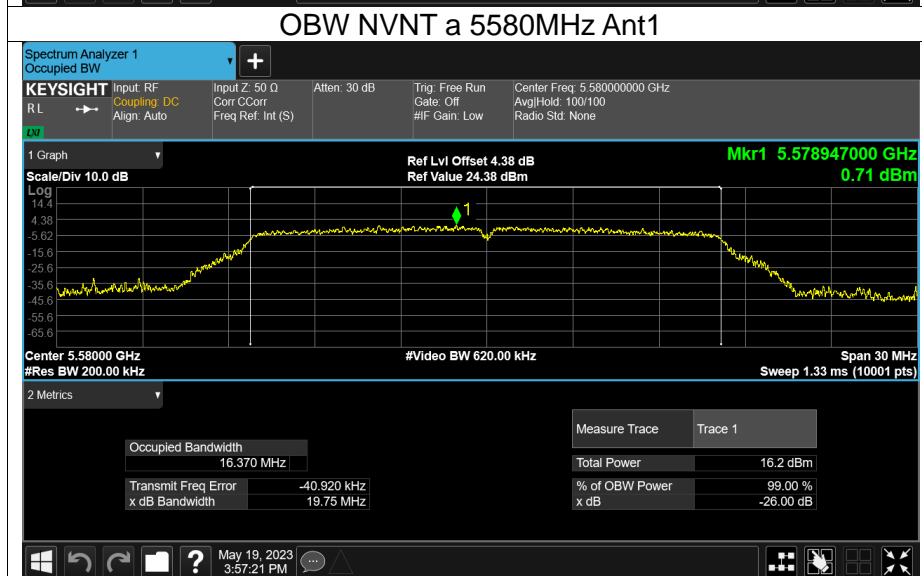 OBW NVNT a 5580MHz Ant1
Spectrum Analyzer 1
Occupied BW
KEYSIGHT Input: RF Input Z: 50 Ω Atten: 30 dB Trig: Free Run Center Freq: 5.580000000 GHz
R L Coupling: DC Corr CCorr Gate: Off Avg|Hold: 100/100
Align: Auto Freq Ref: Int (S) #IF Gain: Low Radio Std: None
LXI
1 Graph Ref Lvl Offset 4.38 dB Mkr1 5.578947000 GHz
Scale/Div 10.0 dB Ref Value 24.38 dBm 0.71 dBm
Log
14.4
4.38
-5.62
-15.6
-25.6
-35.6
-45.6
-55.6
-65.6
1
Center 5.58000 GHz #Video BW 620.00 kHz Span 30 MHz
#Res BW 200.00 kHz Sweep 1.33 ms (10001 pts)
2 Metrics
Measure Trace Trace 1
Occupied Bandwidth
16.370 MHz Total Power 16.2 dBm
Transmit Freq Error -40.920 kHz % of OBW Power 99.00 %
x dB Bandwidth 19.75 MHz x dB -26.00 dB
? May 19, 2023
3:57:21 PM